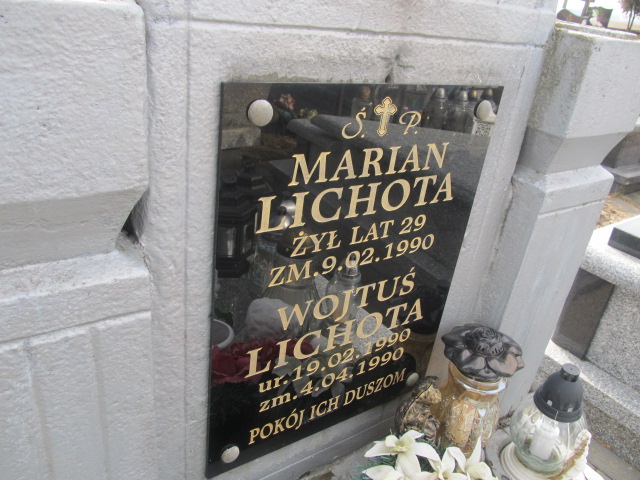 Ś. P.
MARIAN
LICHOTA
ŻYŁ LAT 29
ZM.9.02.1990
WOJTUŚ
LICHOTA
ur.19.02.1990
zm.4.04.1990
POKÓJ ICH DUSZOM